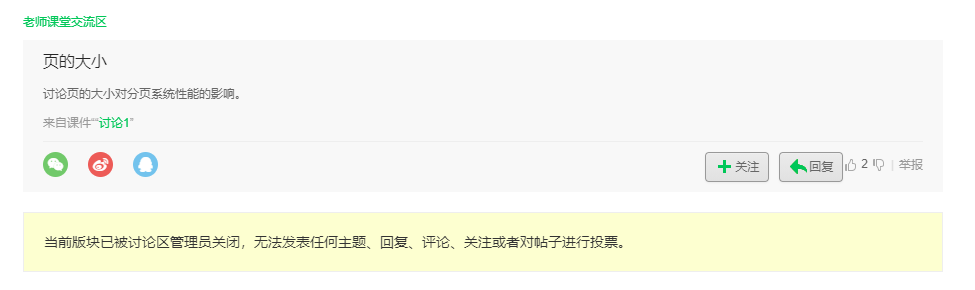 老师课堂交流区
页的大小
讨论页的大小对分页系统性能的影响。
来自课件““讨论1”
关注 回复 2 | 举报
当前版块已被讨论区管理员关闭，无法发表任何主题、回复、评论、关注或者对帖子进行投票。